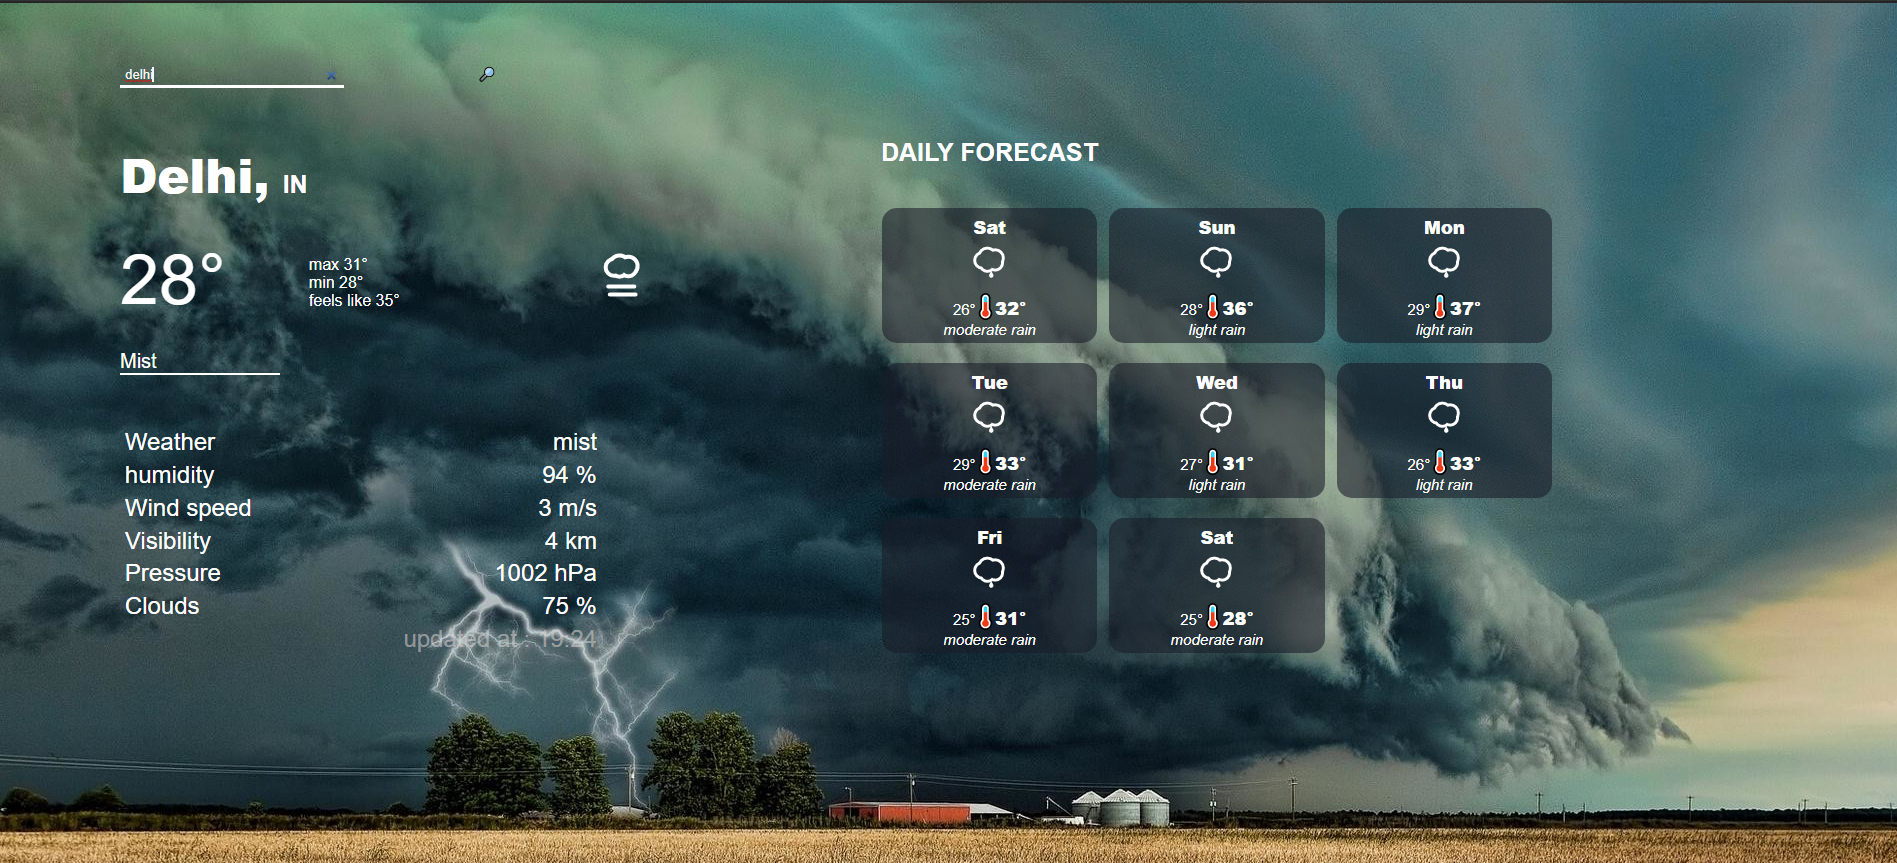 delhi
Delhi, IN
28°
max 31°
min 28°
feels like 35°
Mist
Weather mist
humidity 94 %
Wind speed 3 m/s
Visibility 4 km
Pressure 1002 hPa
Clouds 75 %
updated at : 19:24
DAILY FORECAST
Sat
26° 32°
moderate rain
Sun
28° 36°
light rain
Mon
29° 37°
light rain
Tue
29° 33°
moderate rain
Wed
27° 31°
light rain
Thu
26° 33°
light rain
Fri
25° 31°
moderate rain
Sat
25° 28°
moderate rain